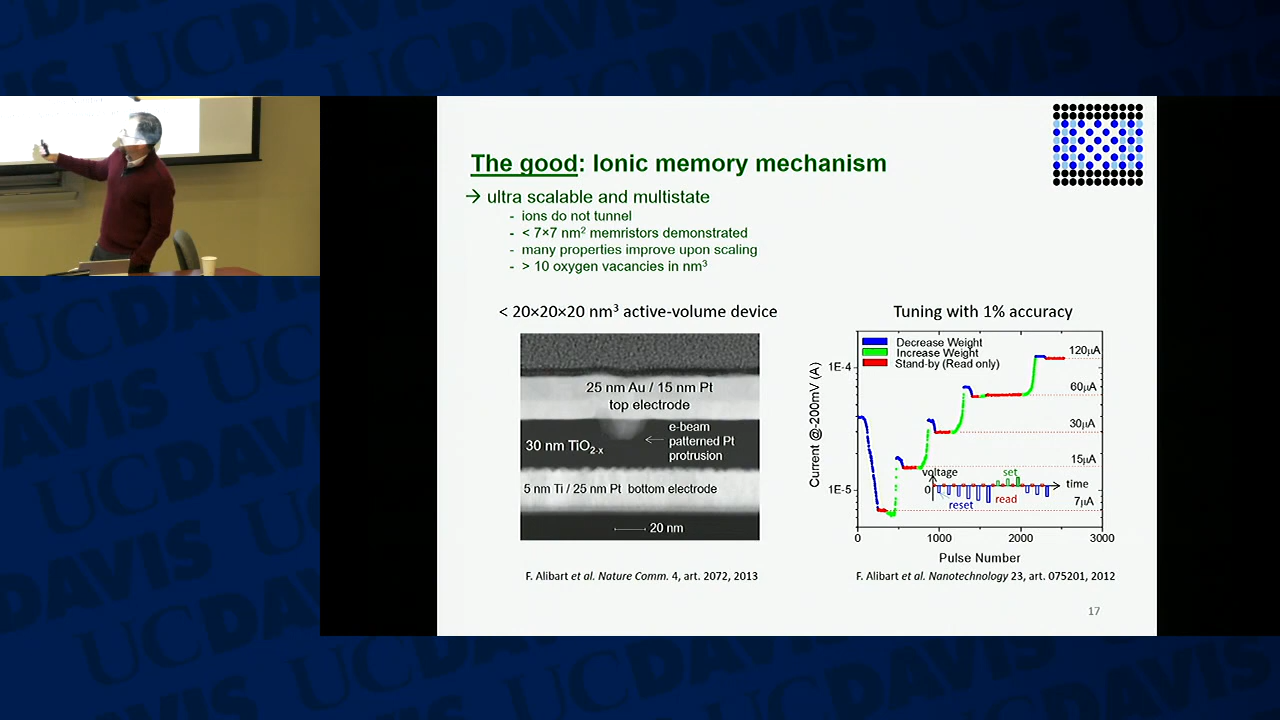 The good: Ionic memory mechanism
→ ultra scalable and multistate
- ions do not tunnel
- < 7×7 nm² memristors demonstrated
- many properties improve upon scaling
- > 10 oxygen vacancies in nm³
< 20×20×20 nm³ active-volume device
25 nm Au / 15 nm Pt
top electrode
e-beam
patterned Pt
protrusion
30 nm TiO₂₋ₓ
5 nm Ti / 25 nm Pt bottom electrode
20 nm
F. Alibart et al. Nature Comm. 4, art. 2072, 2013
Tuning with 1% accuracy
Decrease Weight
Increase Weight
Stand-by (Read only)
Current @-200mV (A)
1E-4
1E-5
120µA
60µA
30µA
15µA
7µA
voltage
0
set
time
reset
read
0 1000 2000 3000
Pulse Number
F. Alibart et al. Nanotechnology 23, art. 075201, 2012
17
UCDAVIS
UCDAVIS
UCDAVIS
UCDAVIS